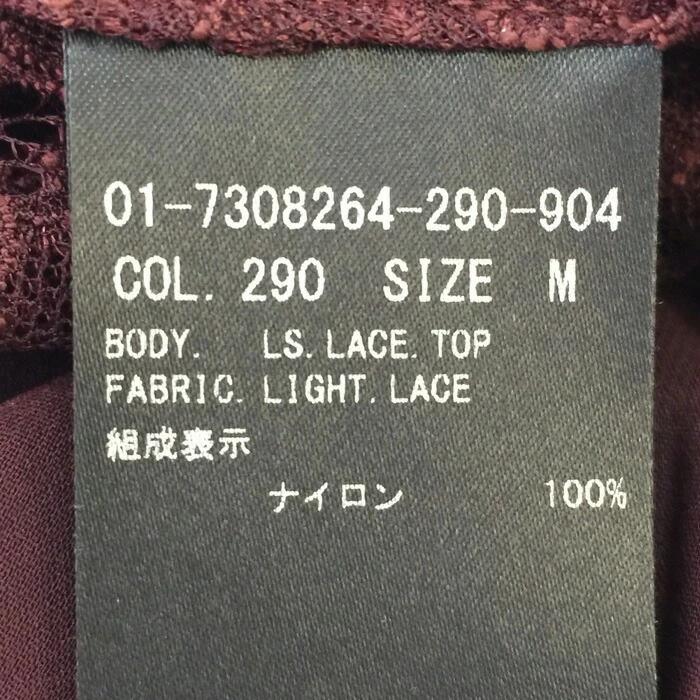 01-7308264-290-904
COL. 290 SIZE M
BODY. LS. LACE. TOP
FABRIC. LIGHT. LACE
組成表示
ナイロン 100%